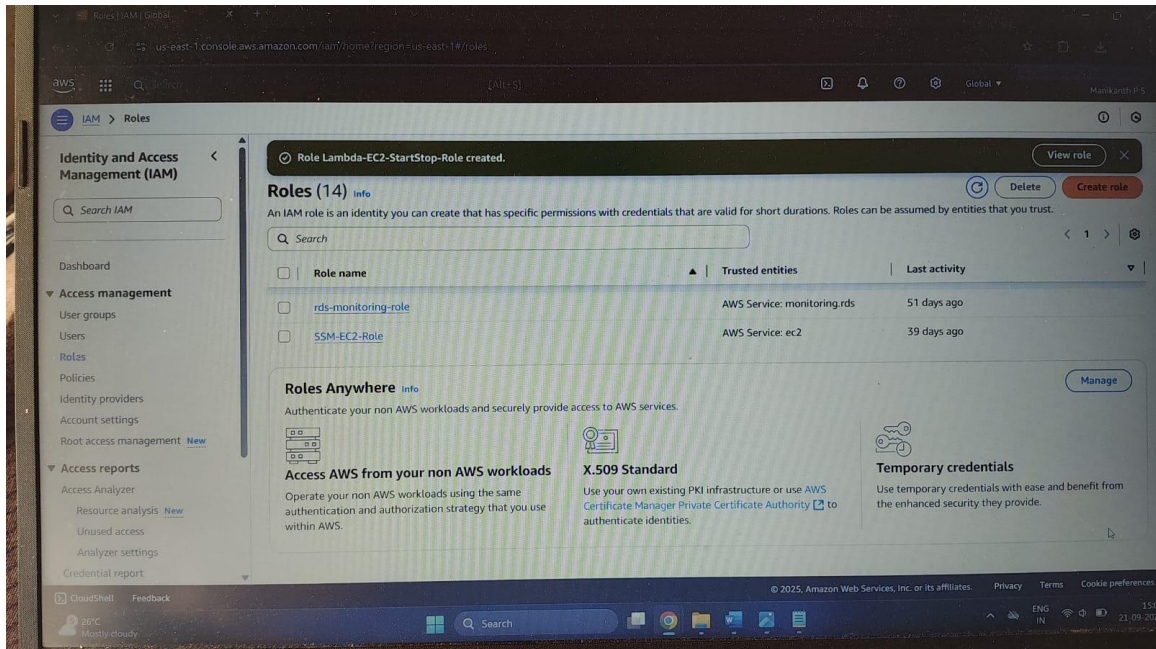 Roles | IAM | Global
us-east-1.console.aws.amazon.com/iam/home?region=us-east-1#/roles
aws Search [Alt+S] Global Manikanth P S
IAM > Roles
Identity and Access Management (IAM)
Search IAM
Dashboard
Access management
User groups
Users
Roles
Policies
Identity providers
Account settings
Root access management New
Access reports
Access Analyzer
Resource analysis New
Unused access
Analyzer settings
Credential report
Role Lambda-EC2-StartStop-Role created. View role
Roles (14) Info Delete Create role
An IAM role is an identity you can create that has specific permissions with credentials that are valid for short durations. Roles can be assumed by entities that you trust.
Search 1
Role name Trusted entities Last activity
rds-monitoring-role AWS Service: monitoring.rds 51 days ago
SSM-EC2-Role AWS Service: ec2 39 days ago
Roles Anywhere Info Manage
Authenticate your non AWS workloads and securely provide access to AWS services.
Access AWS from your non AWS workloads
Operate your non AWS workloads using the same
authentication and authorization strategy that you use
within AWS.
X.509 Standard
Use your own existing PKI infrastructure or use AWS
Certificate Manager Private Certificate Authority to
authenticate identities.
Temporary credentials
Use temporary credentials with ease and benefit from
the enhanced security they provide.
CloudShell Feedback © 2025, Amazon Web Services, Inc. or its affiliates. Privacy Terms Cookie preferences
26°C
Mostly cloudy
Search
ENG
IN